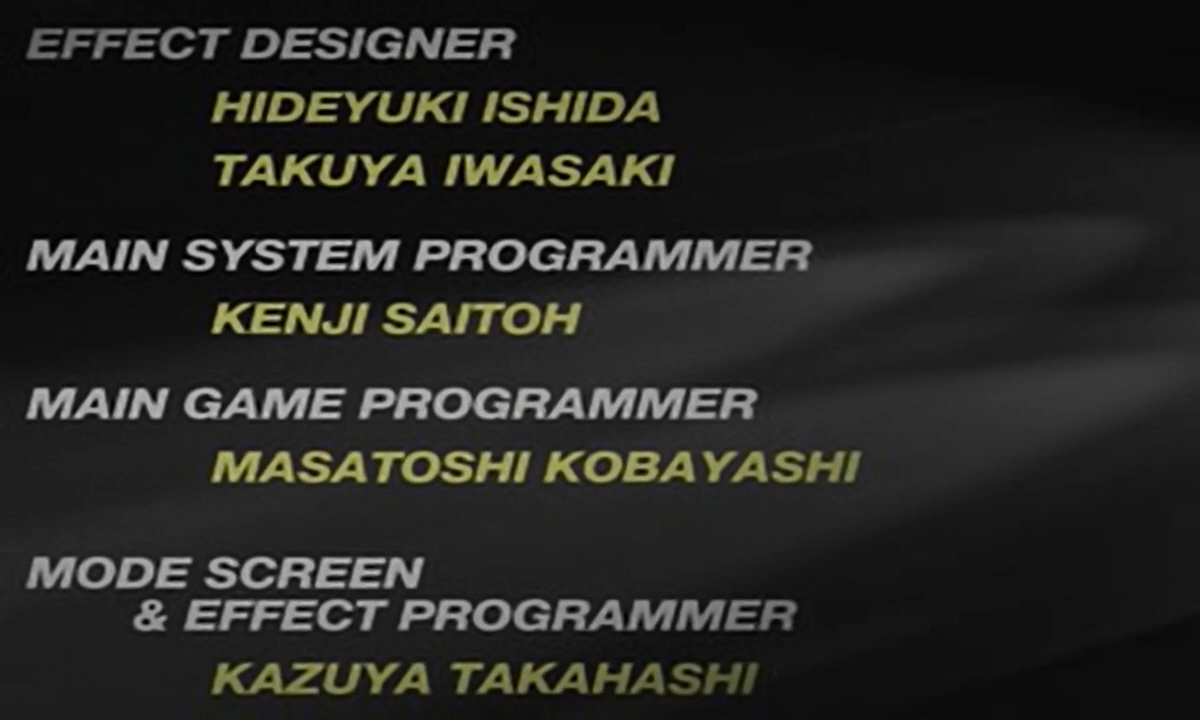 EFFECT DESIGNER
HIDEYUKI ISHIDA
TAKUYA IWASAKI
MAIN SYSTEM PROGRAMMER
KENJI SAITOH
MAIN GAME PROGRAMMER
MASATOSHI KOBAYASHI
MODE SCREEN
& EFFECT PROGRAMMER
KAZUYA TAKAHASHI